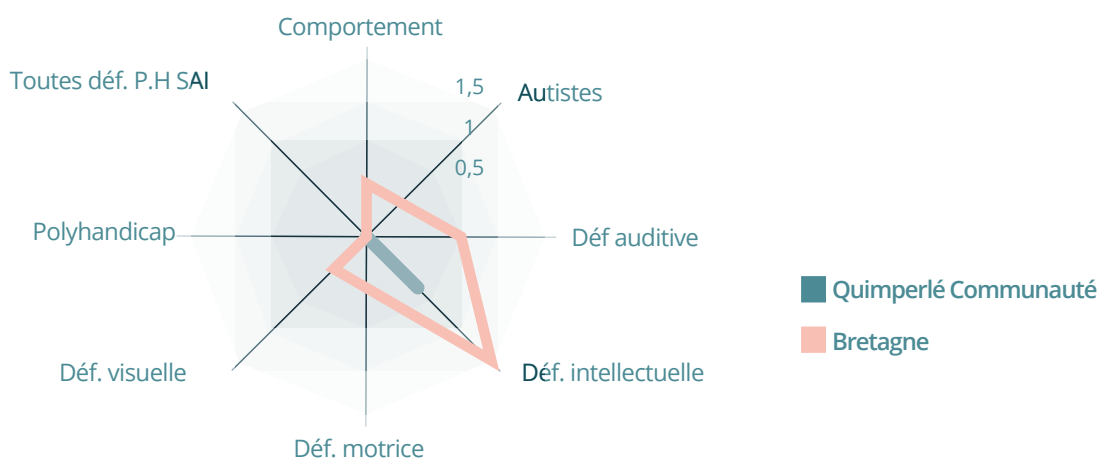 Comportement
Toutes déf. P.H SAI
1,5
Autistes
1
0,5
Polyhandicap
Déf auditive
Quimperlé Communauté
Bretagne
Déf. visuelle
Déf. intellectuelle
Déf. motrice